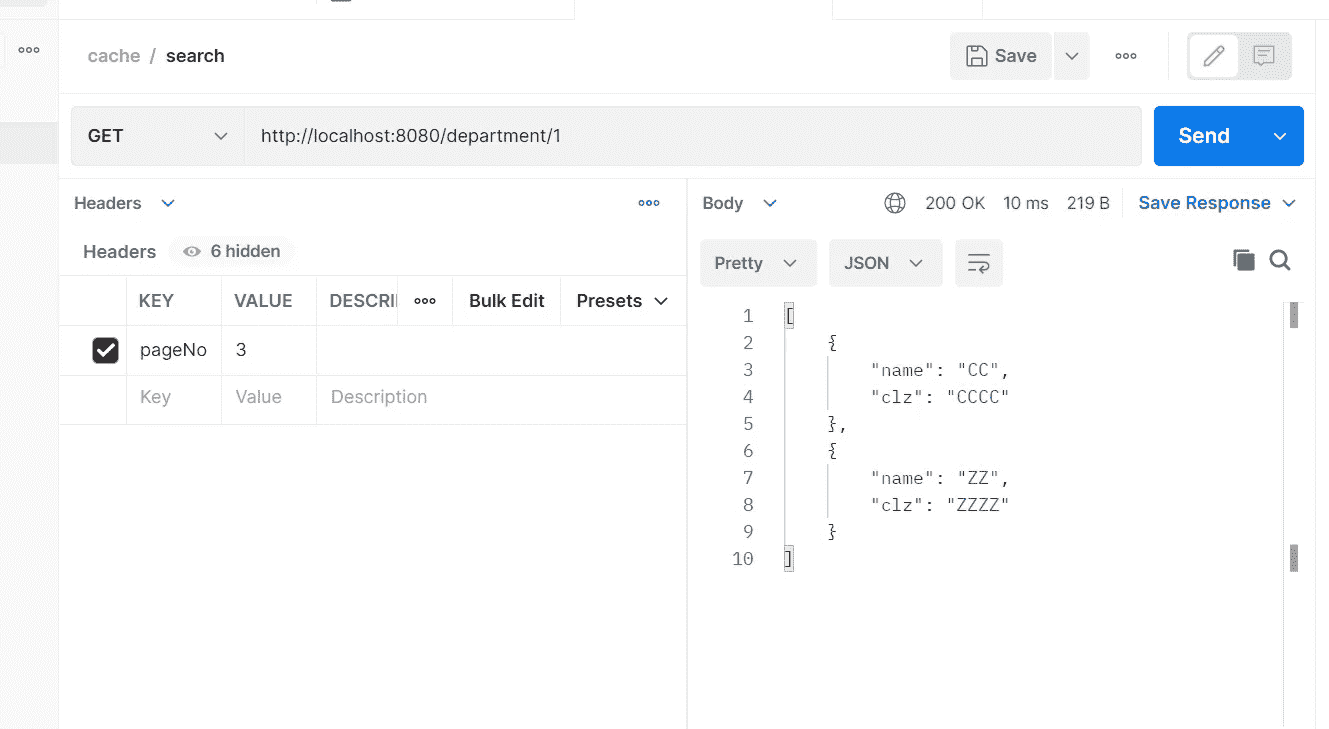 cache / search
Save
GET
http://localhost:8080/department/1
Send
Headers
Headers
6 hidden
KEY VALUE DESCRI Bulk Edit Presets
pageNo 3
Key Value Description
Body
200 OK 10 ms 219 B Save Response
Pretty JSON
1 [
2 {
3 "name": "CC",
4 "clz": "CCCC"
5 },
6 {
7 "name": "ZZ",
8 "clz": "ZZZZ"
9 }
10 ]